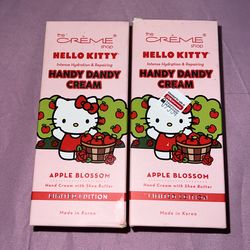 the
CRÈME
shop
HELLO KITTY
Intense Hydration & Repairing
HANDY DANDY
CREAM
APPLE BLOSSOM
Hand Cream with Shea Butter
LIMITED EDITION
Made in Korea
the
CRÈME
shop
HELLO KITTY
Intense Hydration & Repairing
HANDY DANDY
CREAM
APPLE BLOSSOM
Hand Cream with Shea Butter
LIMITED EDITION
Made in Korea